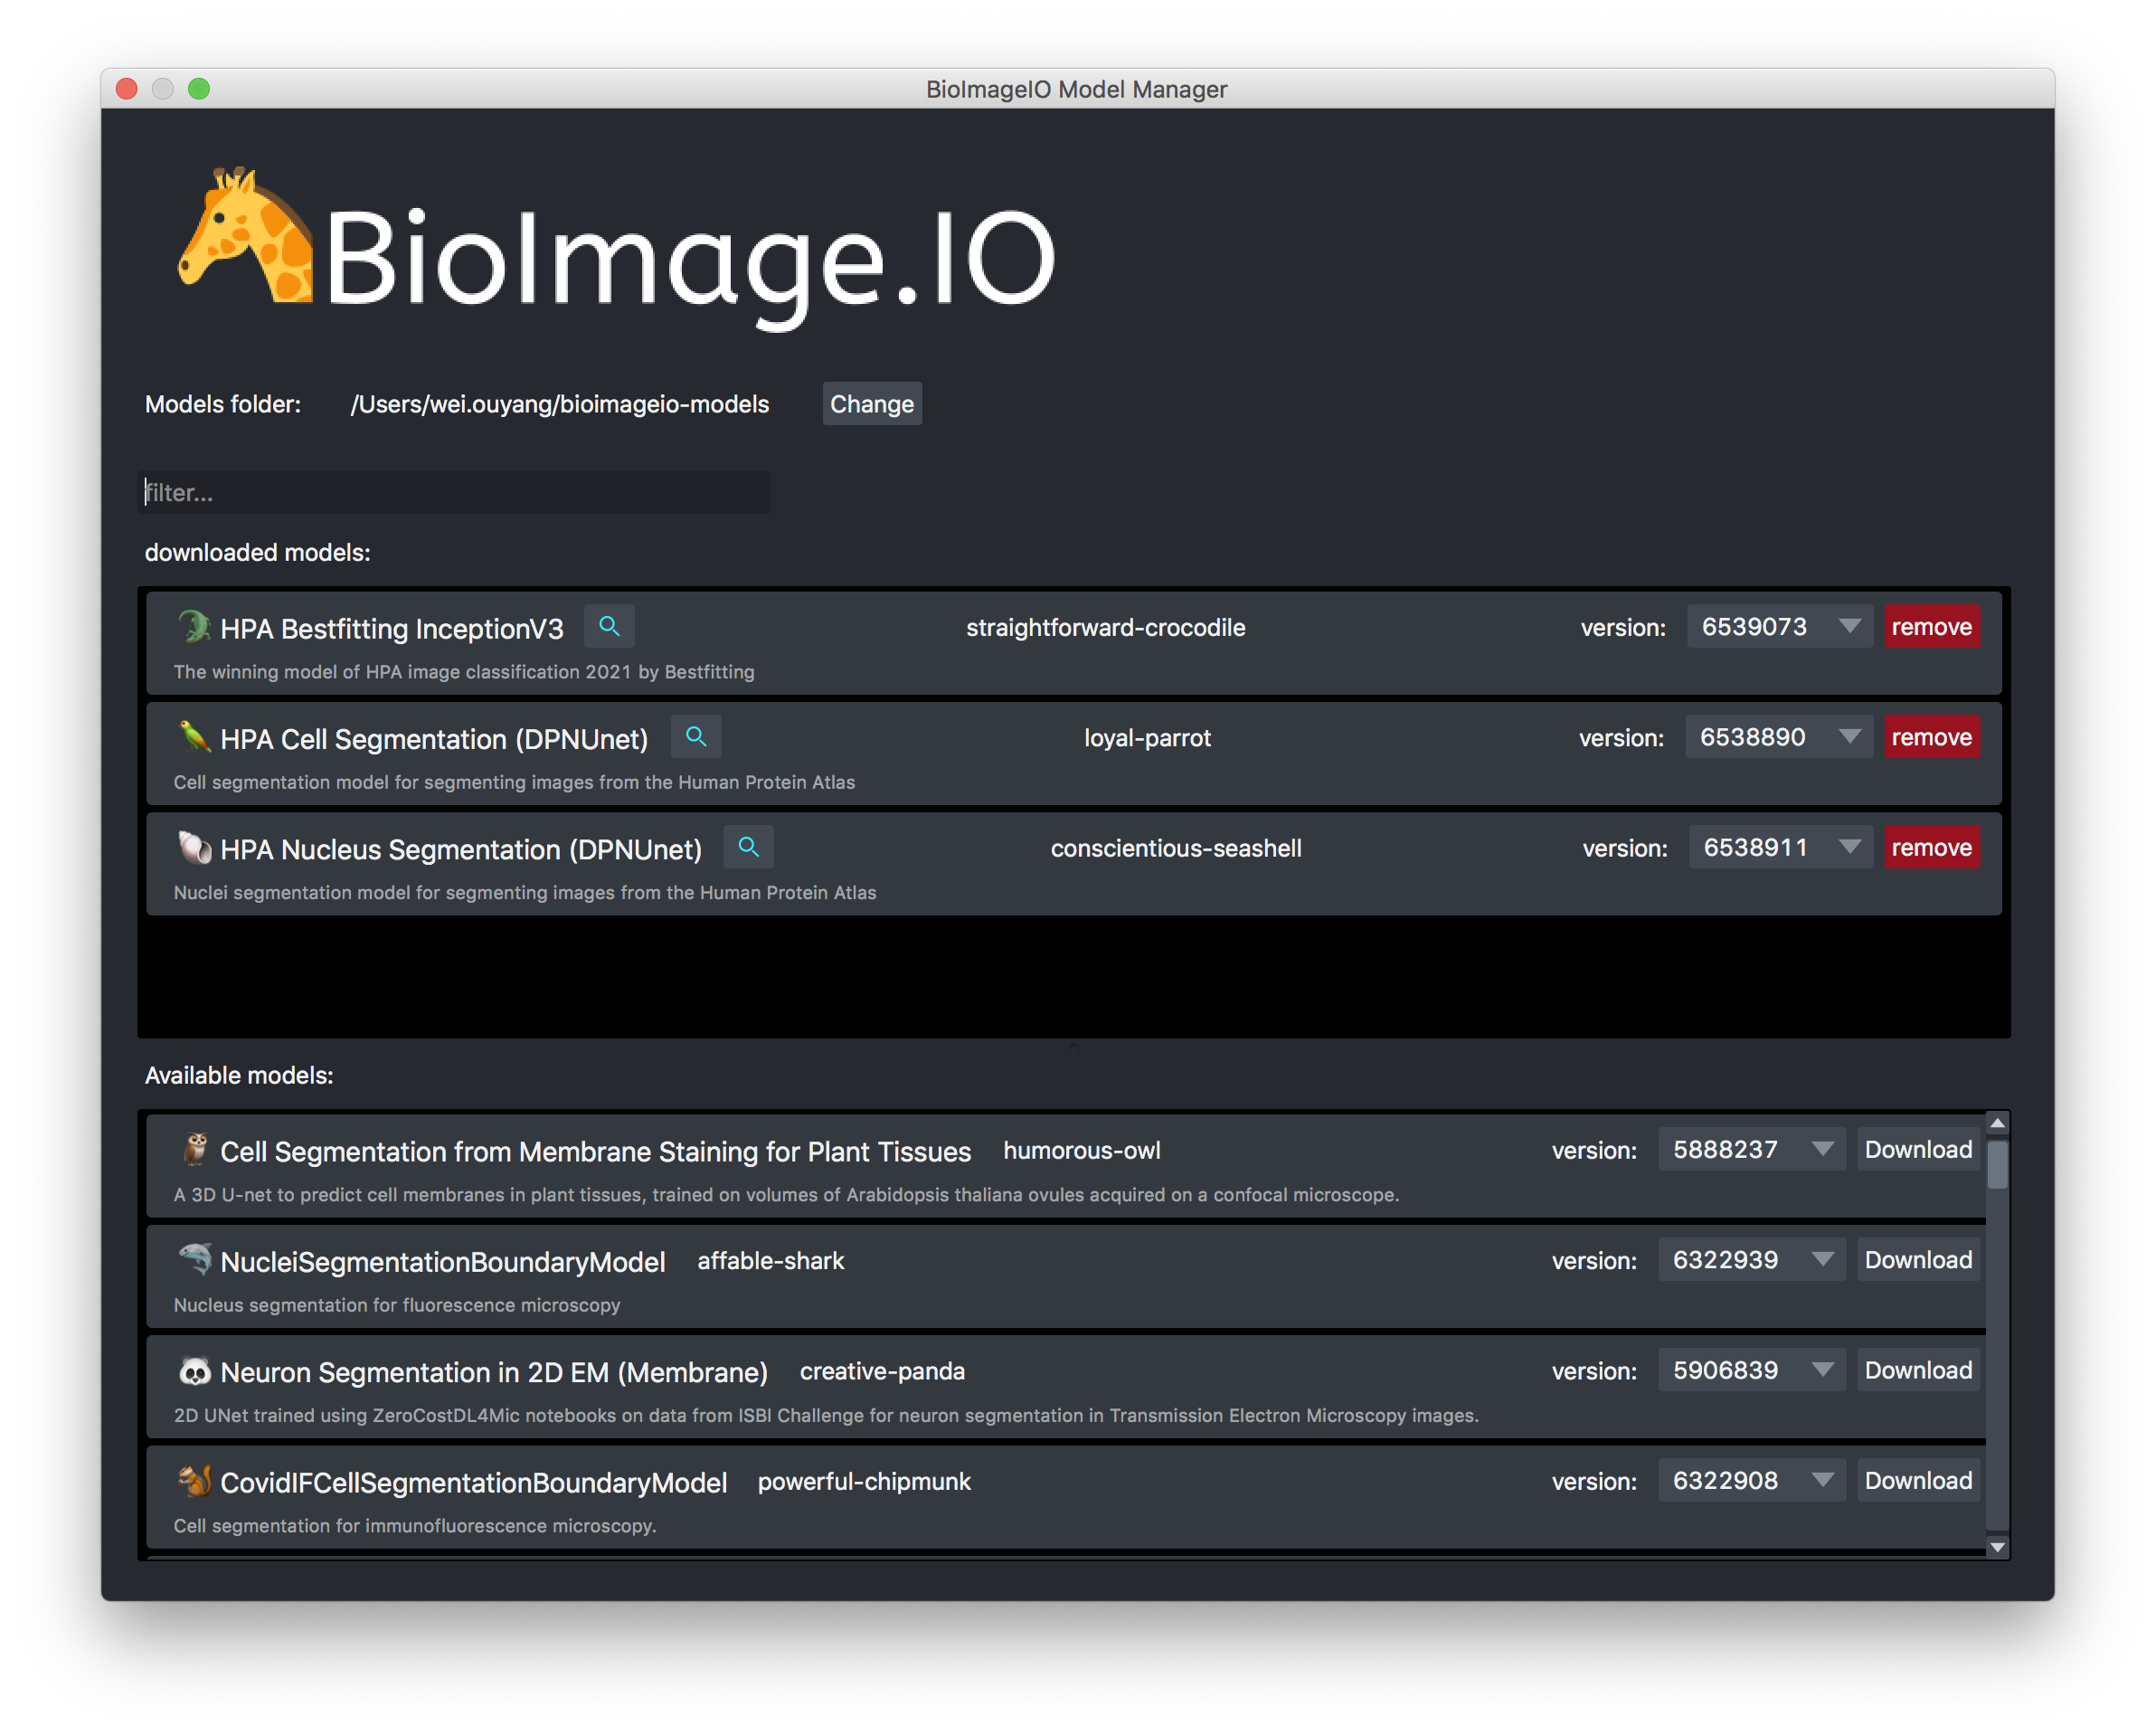 BioImageIO Model Manager
BioImage.IO
Models folder: /Users/wei.ouyang/bioimageio-models Change
filter...
downloaded models:
HPA Bestfitting InceptionV3 straightforward-crocodile version: 6539073 remove
The winning model of HPA image classification 2021 by Bestfitting
HPA Cell Segmentation (DPNUnet) loyal-parrot version: 6538890 remove
Cell segmentation model for segmenting images from the Human Protein Atlas
HPA Nucleus Segmentation (DPNUnet) conscientious-seashell version: 6538911 remove
Nuclei segmentation model for segmenting images from the Human Protein Atlas
Available models:
Cell Segmentation from Membrane Staining for Plant Tissues humorous-owl version: 5888237 Download
A 3D U-net to predict cell membranes in plant tissues, trained on volumes of Arabidopsis thaliana ovules acquired on a confocal microscope.
NucleiSegmentationBoundaryModel affable-shark version: 6322939 Download
Nucleus segmentation for fluorescence microscopy
Neuron Segmentation in 2D EM (Membrane) creative-panda version: 5906839 Download
2D UNet trained using ZeroCostDL4Mic notebooks on data from ISBI Challenge for neuron segmentation in Transmission Electron Microscopy images.
CovidIFCellSegmentationBoundaryModel powerful-chipmunk version: 6322908 Download
Cell segmentation for immunofluorescence microscopy.